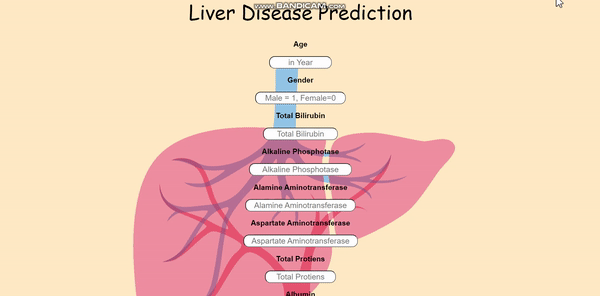 Liver Disease Prediction
www.BANDICAM.com
Age
in Year
Gender
Male = 1, Female=0
Total Bilirubin
Total Bilirubin
Alkaline Phosphotase
Alkaline Phosphotase
Alamine Aminotransferase
Alamine Aminotransferase
Aspartate Aminotransferase
Aspartate Aminotransferase
Total Protiens
Total Protiens
Albumin